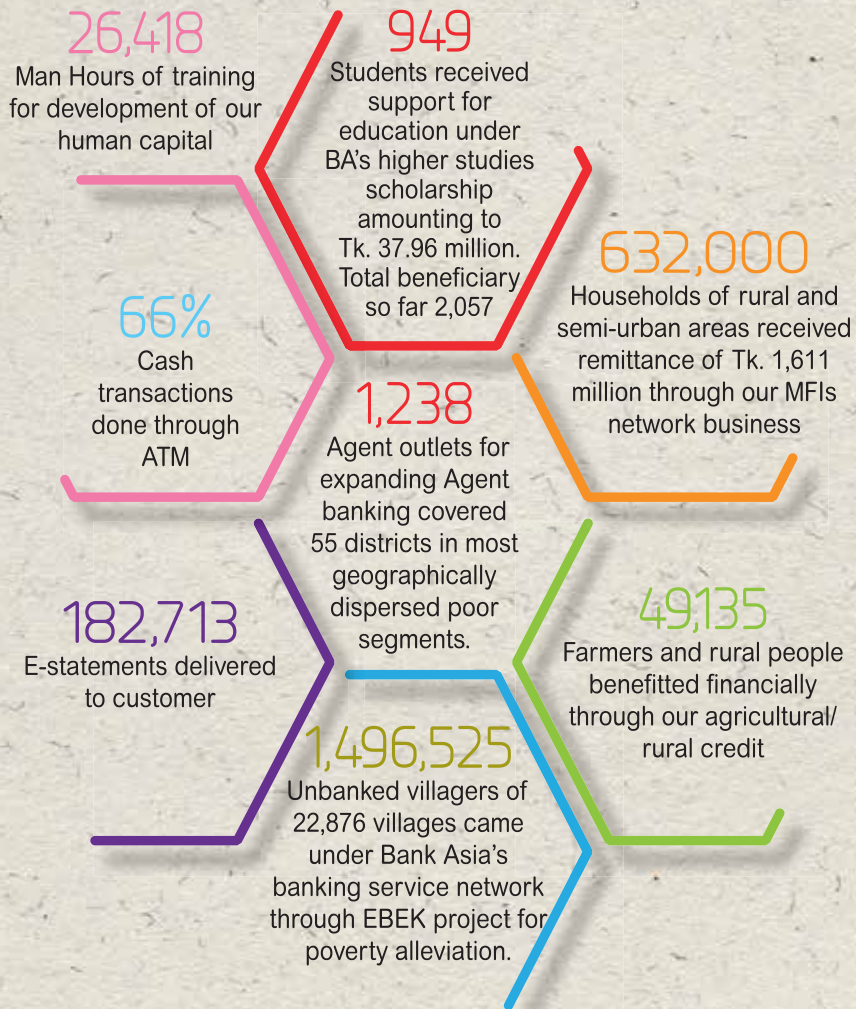 26,418
Man Hours of training
for development of our
human capital
949
Students received
support for
education under
BA's higher studies
scholarship
amounting to
Tk. 37.96 million.
Total beneficiary
so far 2,057
632,000
Households of rural and
semi-urban areas received
remittance of Tk. 1,611
million through our MFIs
network business
66%
Cash
transactions
done through
ATM
1,238
Agent outlets for
expanding Agent
banking covered
55 districts in most
geographically
dispersed poor
segments.
182,713
E-statements delivered
to customer
49,135
Farmers and rural people
benefitted financially
through our agricultural/
rural credit
1,496,525
Unbanked villagers of
22,876 villages came
under Bank Asia's
banking service network
through EBEK project for
poverty alleviation.